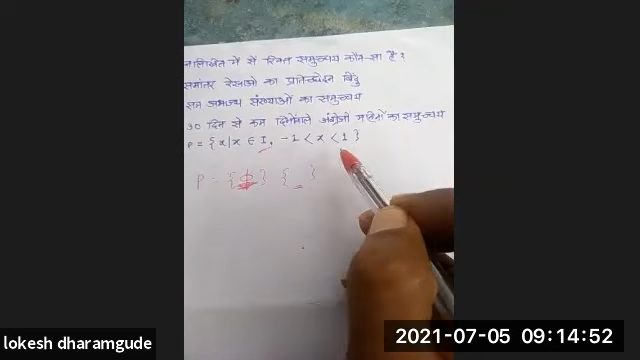 में से रिक्त समुच्चय कौन-सा है ?
समांतर रेखाओ का प्रतिच्छेदन बिंदु
सम अभाज्य संख्याओं का समुच्चय
30 दिन से कम दिनोंवाले अंग्रेजी महिनों का समुच्चय
P = { x | x ∈ I, -1 < x < 1 }
P = { ϕ } { }
lokesh dharamgude
2021-07-05 09:14:52